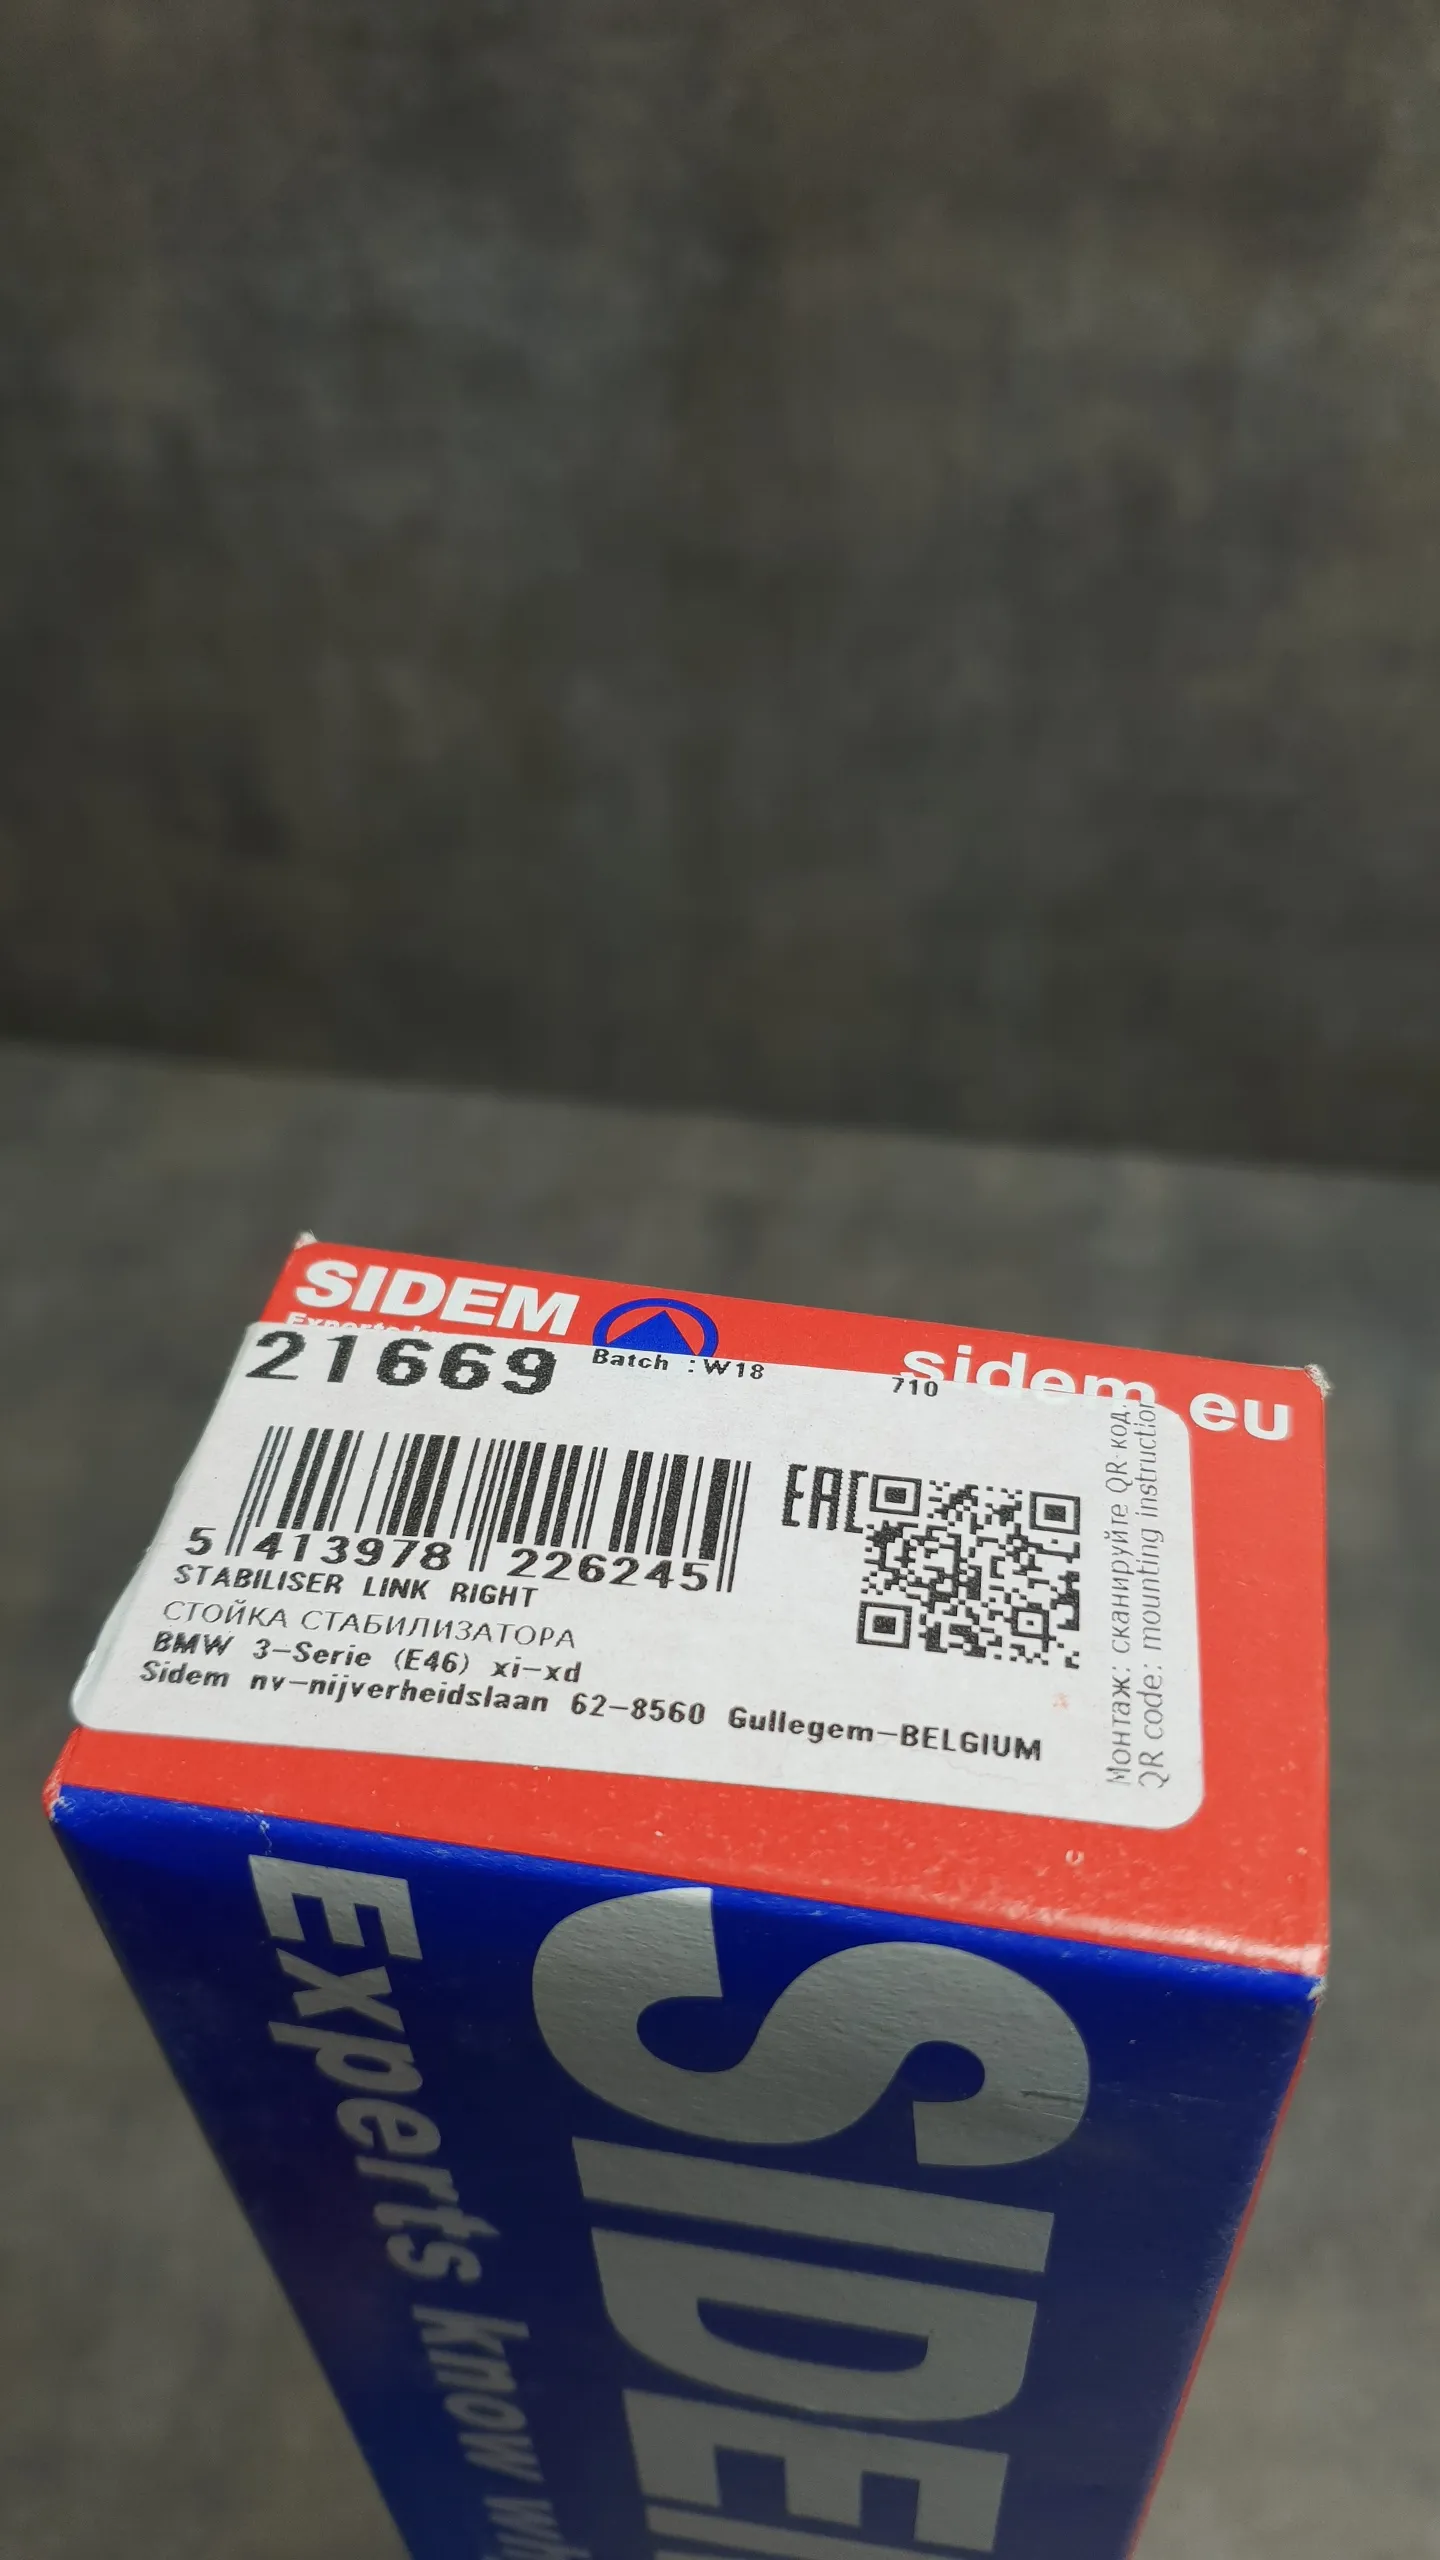 SIDEM
sidem.eu
21669 Batch :W18 710
EAC
5 413978 226245
STABILISER LINK RIGHT
СТОЙКА СТАБИЛИЗАТОРА
BMW 3-Serie (E46) xi-xd
Sidem nv-nijverheidslaan 62-8560 Gullegem-BELGIUM
Монтаж: сканируйте QR-код.
QR code: mounting instruction
SIDEM
Experts know